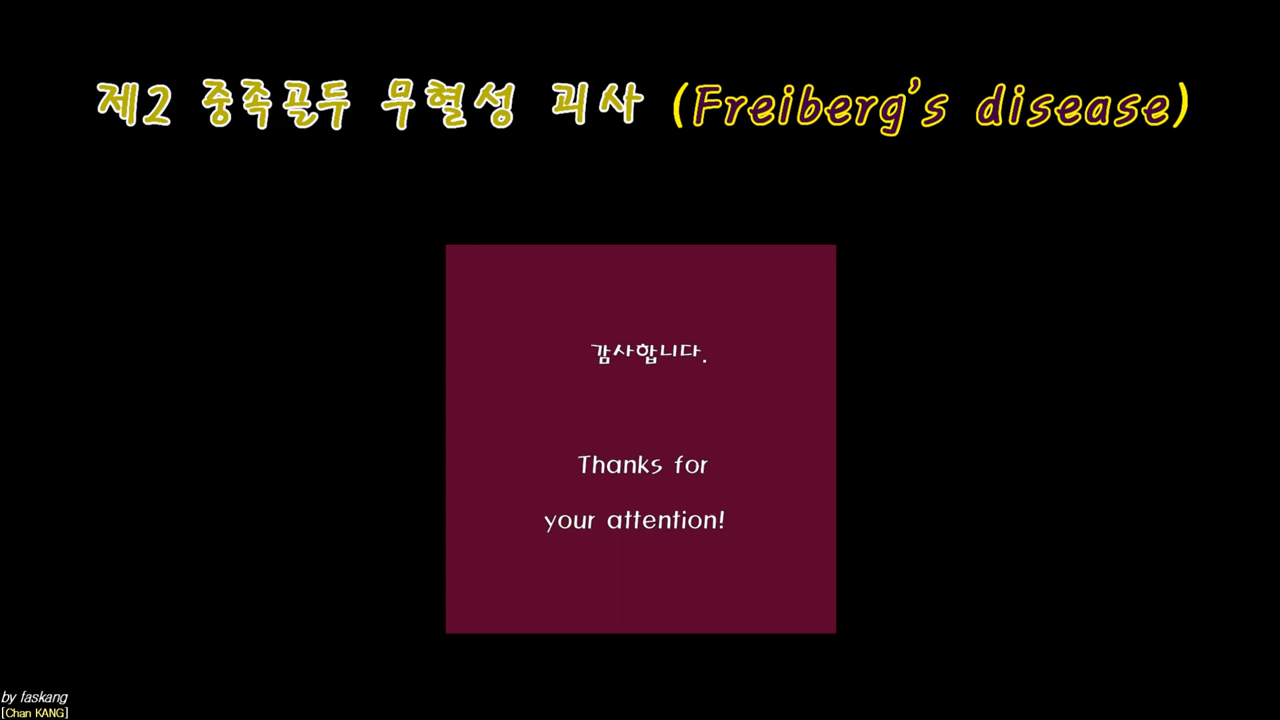 제2 중족골두 무혈성 괴사 (Freiberg's disease)
감사합니다.
Thanks for
your attention!
by faskang
[Chan KANG]